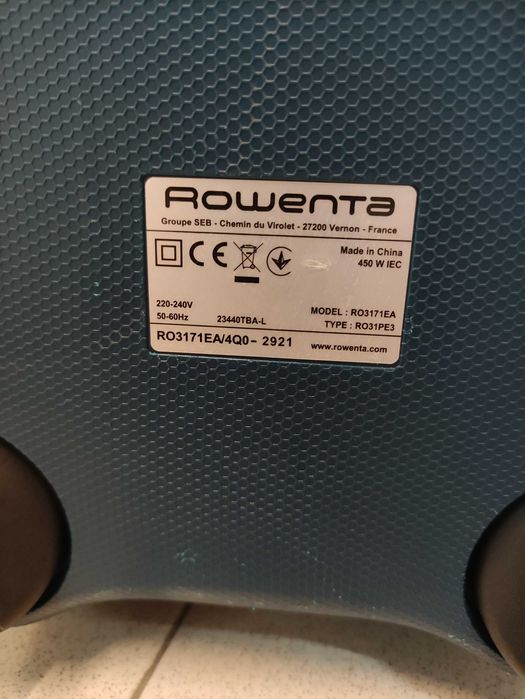 Rowenta
Groupe SEB - Chemin du Virolet - 27200 Vernon - France
CE
Made in China
450 W IEC
220-240V
50-60Hz
23440TBA-L
MODEL : RO3171EA
TYPE : RO31PE3
RO3171EA/4Q0 - 2921
www.rowenta.com